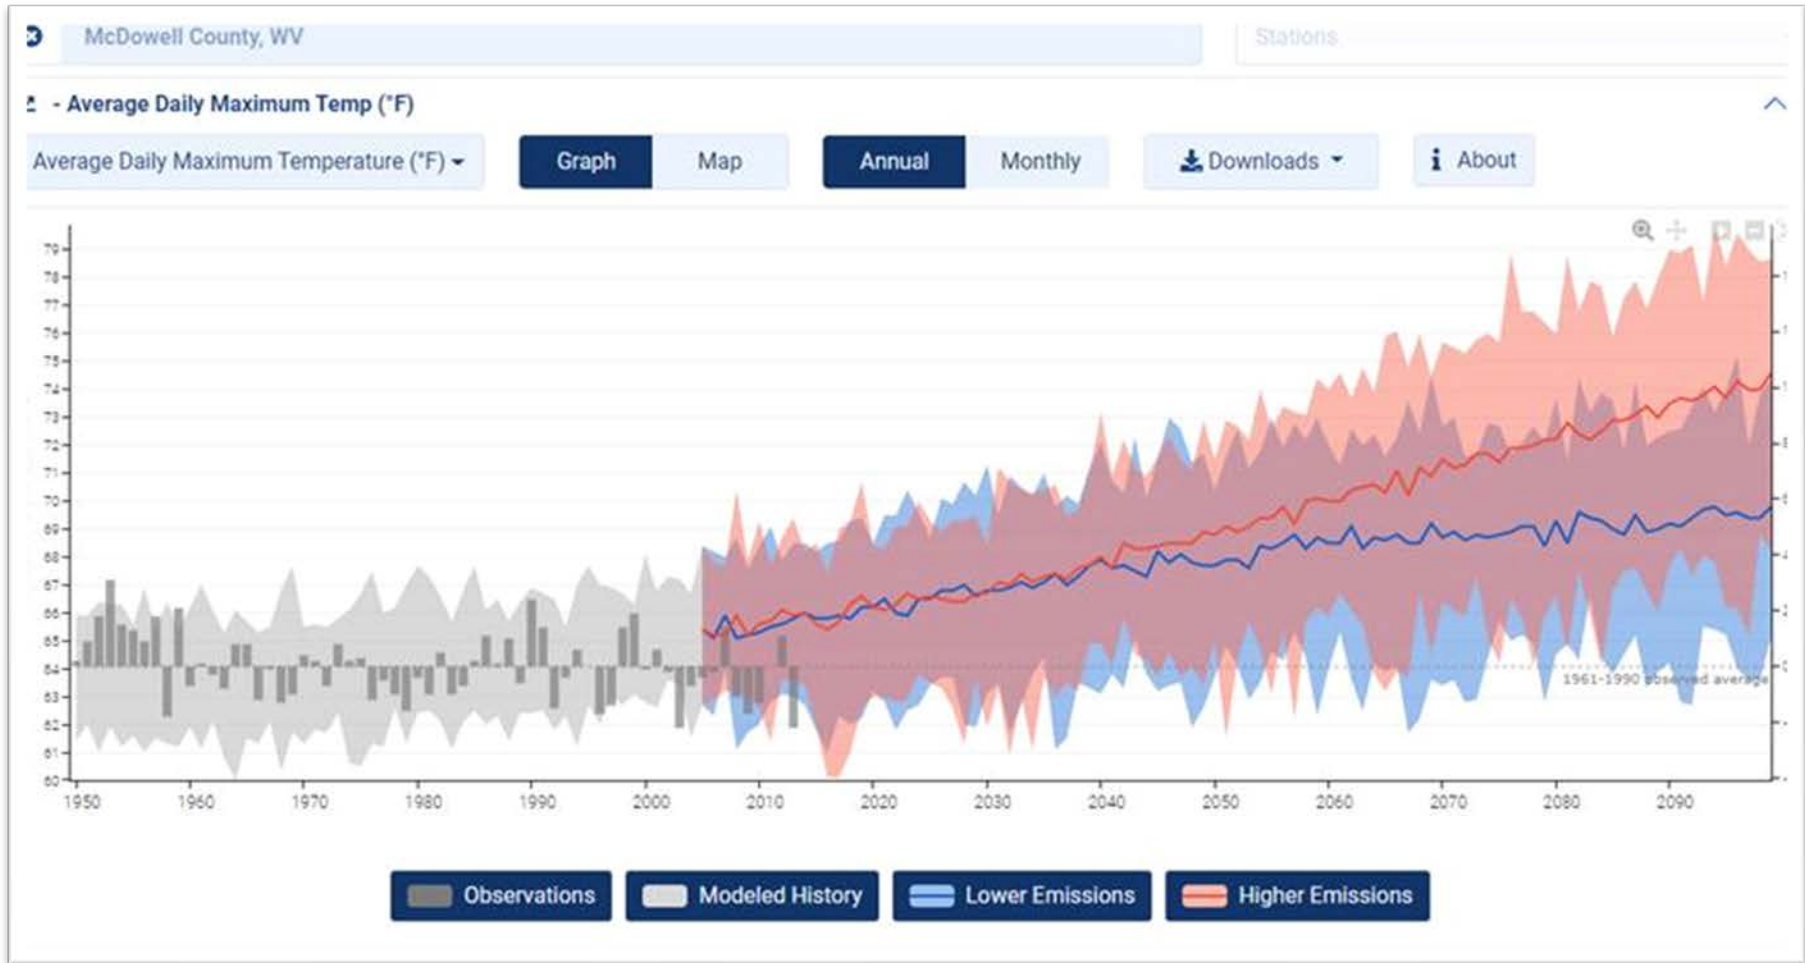 McDowell County, WV
Stations
- Average Daily Maximum Temp (°F)
Average Daily Maximum Temperature (°F)
Graph
Map
Annual
Monthly
Downloads
About
79
78
77
76
75
74
73
72
71
70
69
68
67
66
65
64
63
62
61
60
1961-1990 observed average
1950
1960
1970
1980
1990
2000
2010
2020
2030
2040
2050
2060
2070
2080
2090
Observations
Modeled History
Lower Emissions
Higher Emissions